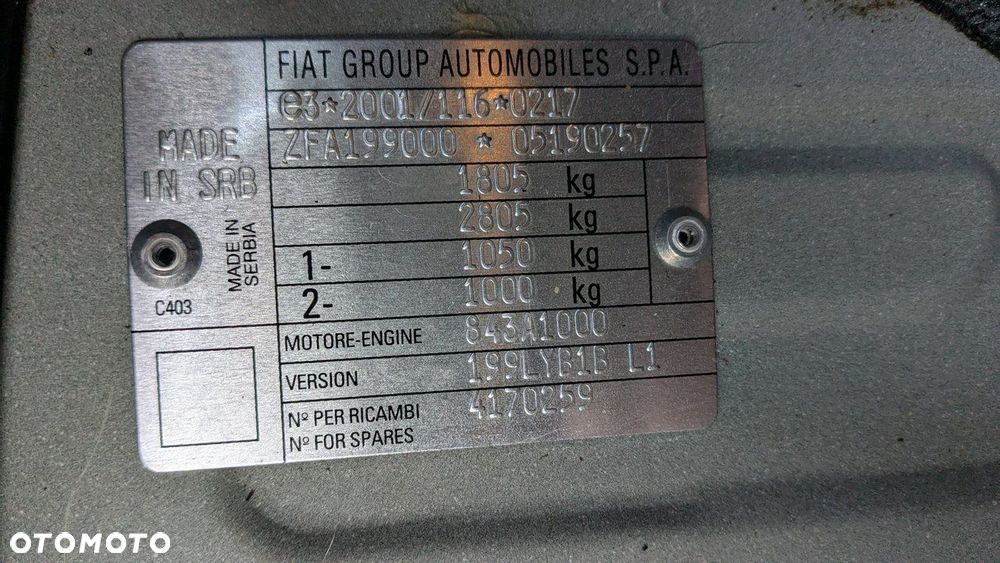 FIAT GROUP AUTOMOBILES S.P.A.
e3*2001/116*0217
ZFA199000 * 05190257
MADE
IN SRB
1805 kg
2805 kg
1- 1050 kg
2- 1000 kg
MADE IN
SERBIA
C403
MOTORE-ENGINE 843A1000
VERSION 199LYB1B L1
Nº PER RICAMBI 4170259
Nº FOR SPARES
OTOMOTO